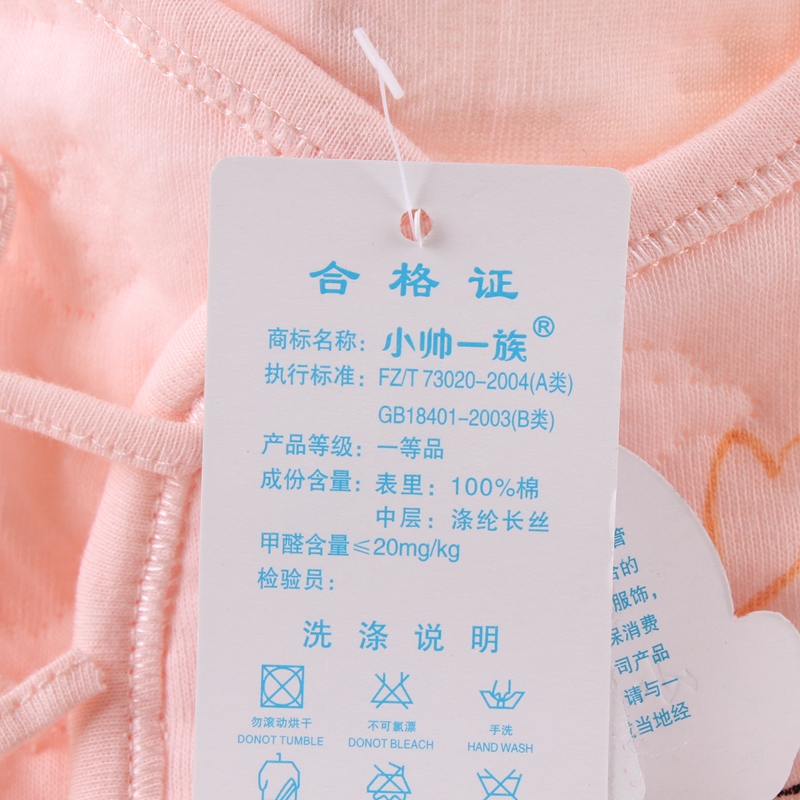 合格证
商标名称：小帅一族®
执行标准：FZ/T 73020-2004(A类)
GB18401-2003(B类)
产品等级：一等品
成份含量：表里：100%棉
中层：涤纶长丝
甲醛含量≤20mg/kg
检验员：
洗涤说明
勿滚动烘干 不可氯漂 手洗
DONOT TUMBLE DONOT BLEACH HAND WASH
管
含的
服饰，
保消费
司产品
请与一
当地经